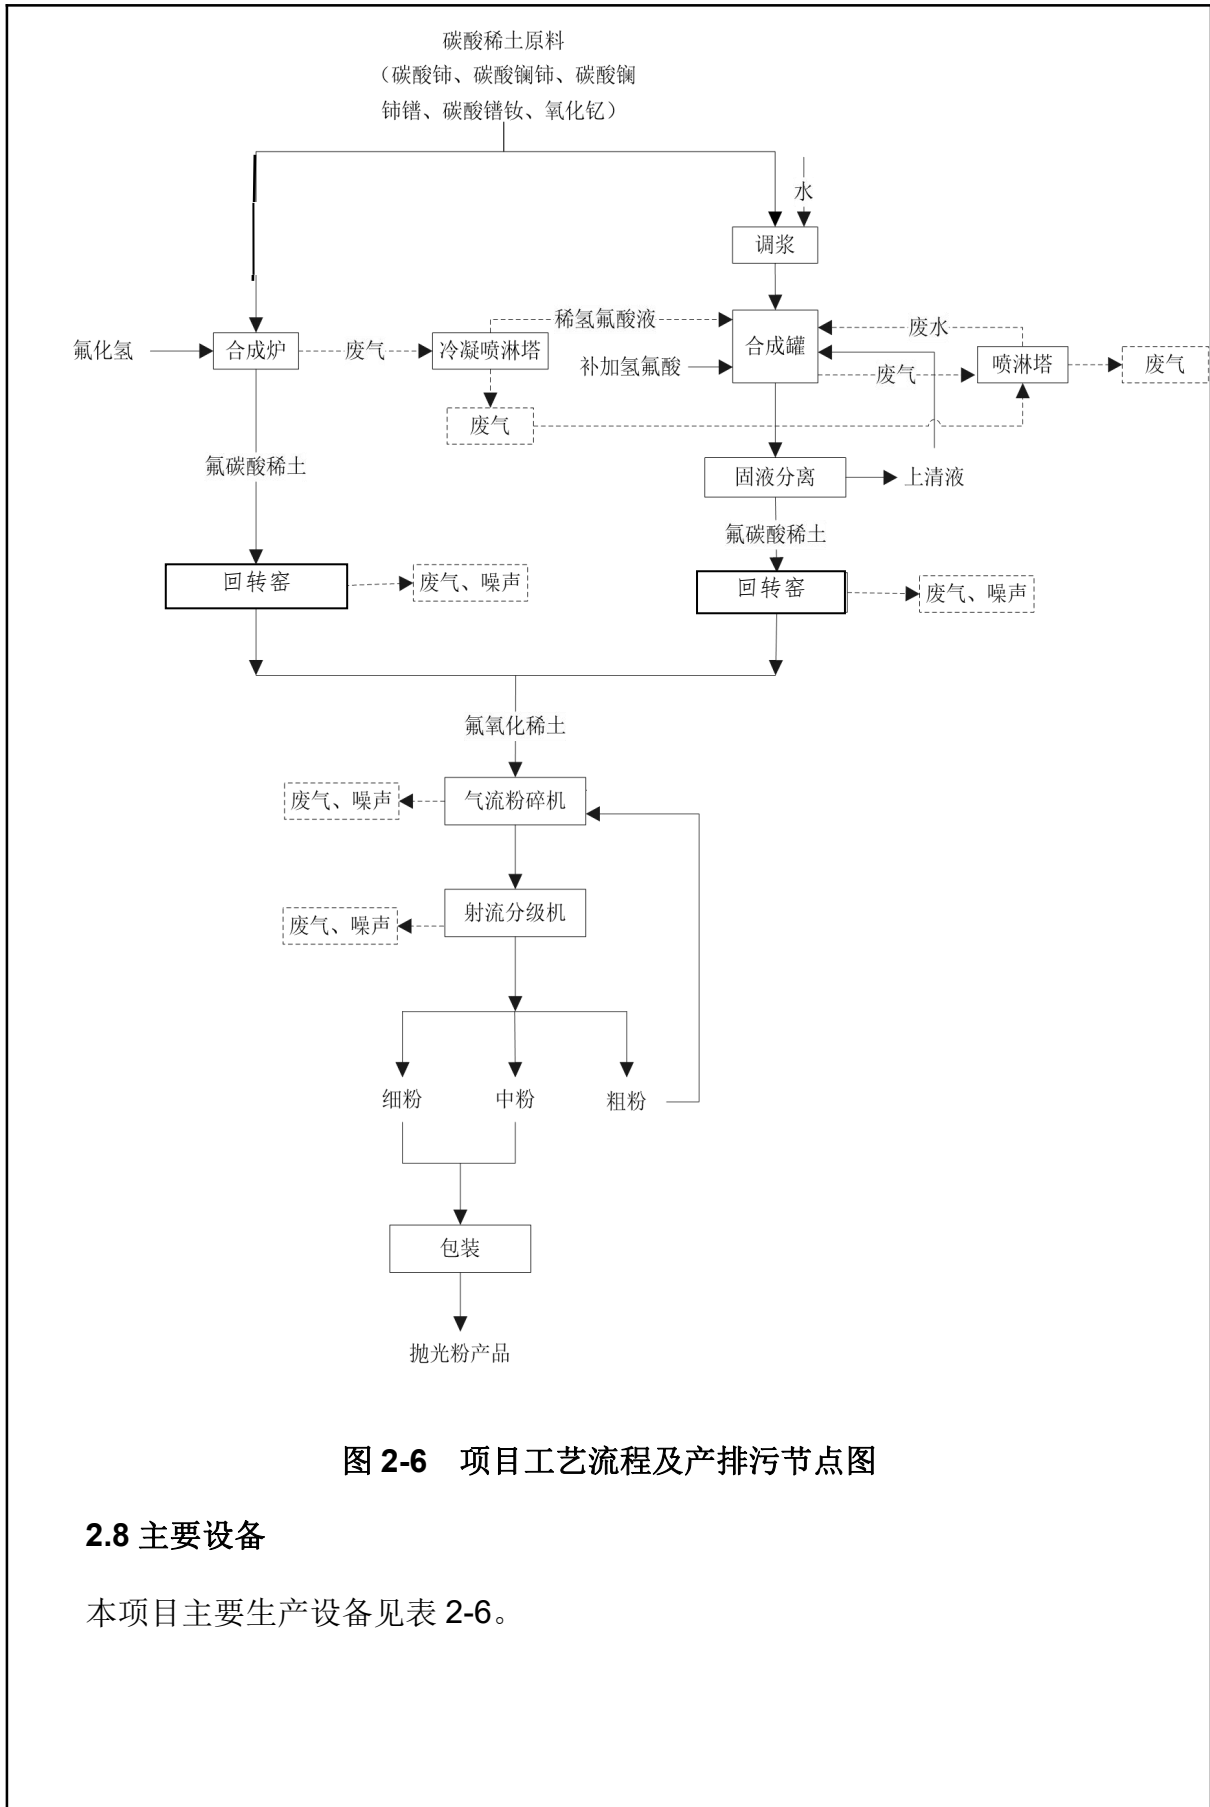 碳酸稀土原料
（碳酸铈、碳酸镧铈、碳酸镧
铈镨、碳酸镨钕、氧化钇）
水
调浆
稀氢氟酸液
废水
氟化氢
合成炉
废气
冷凝喷淋塔
合成罐
补加氢氟酸
废气
喷淋塔
废气
废气
氟碳酸稀土
固液分离
上清液
氟碳酸稀土
回转窑
废气、噪声
回转窑
废气、噪声
氟氧化稀土
废气、噪声
气流粉碎机
废气、噪声
射流分级机
细粉
中粉
粗粉
包装
抛光粉产品
图 2-6 项目工艺流程及产排污节点图
2.8 主要设备
本项目主要生产设备见表 2-6。